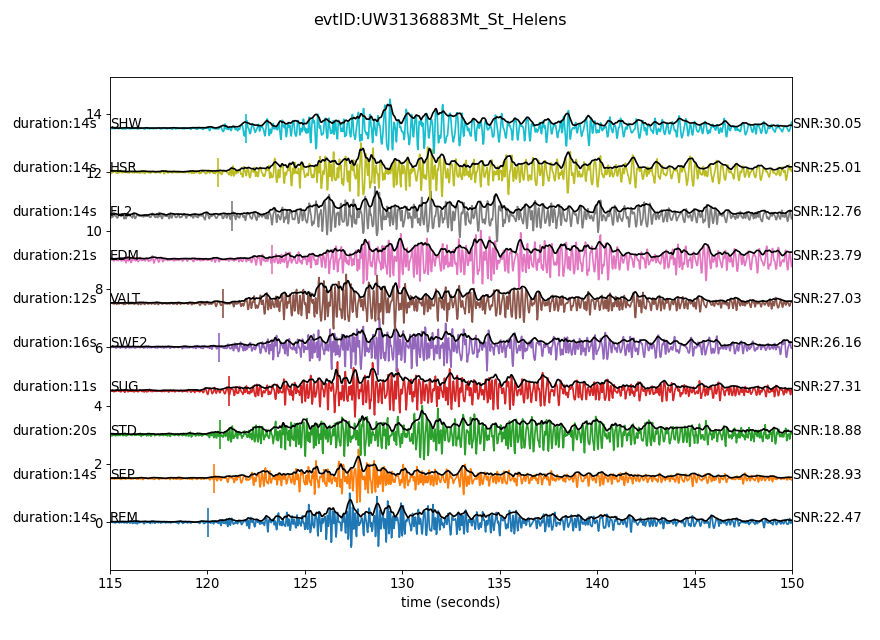 evtID:UW3136883Mt_St_Helens
14
duration:14s SHW SNR:30.05
duration:14s HSR SNR:25.01
12
duration:14s EL2 SNR:12.76
10
duration:21s EDM SNR:23.79
8
duration:12s VALT SNR:27.03
duration:16s SWF2 SNR:26.16
6
duration:11s SUG SNR:27.31
4
duration:20s STD SNR:18.88
2
duration:14s SEP SNR:28.93
duration:14s REM SNR:22.47
0
115 120 125 130 135 140 145 150
time (seconds)